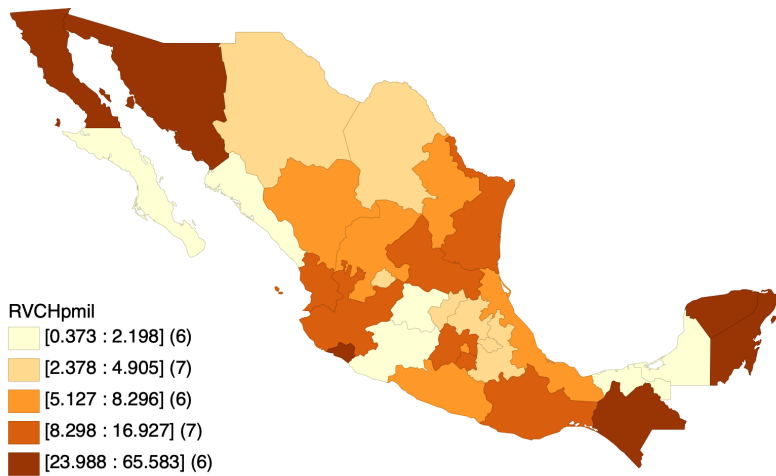 RVCHpmil
[0.373 : 2.198] (6)
[2.378 : 4.905] (7)
[5.127 : 8.296] (6)
[8.298 : 16.927] (7)
[23.988 : 65.583] (6)